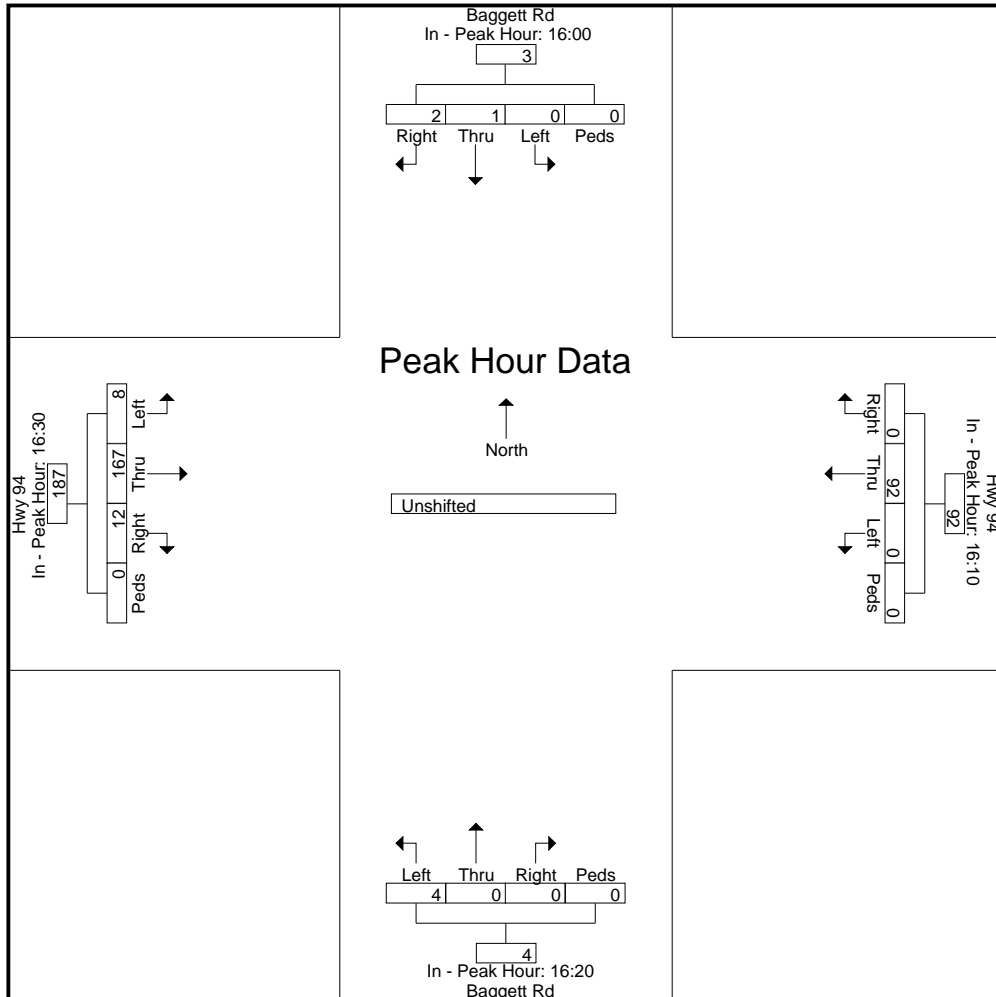 Baggett Rd
In - Peak Hour: 16:00
3
2 1 0 0
Right Thru Left Peds
Peak Hour Data
North
Unshifted
Hwy 94
In - Peak Hour: 16:30
187
8 167 12 0
Left Thru Right Peds
Hwy 94
In - Peak Hour: 16:10
92
0 92 0 0
Right Thru Left Peds
Left Thru Right Peds
4 0 0 0
4
In - Peak Hour: 16:20
Baggett Rd